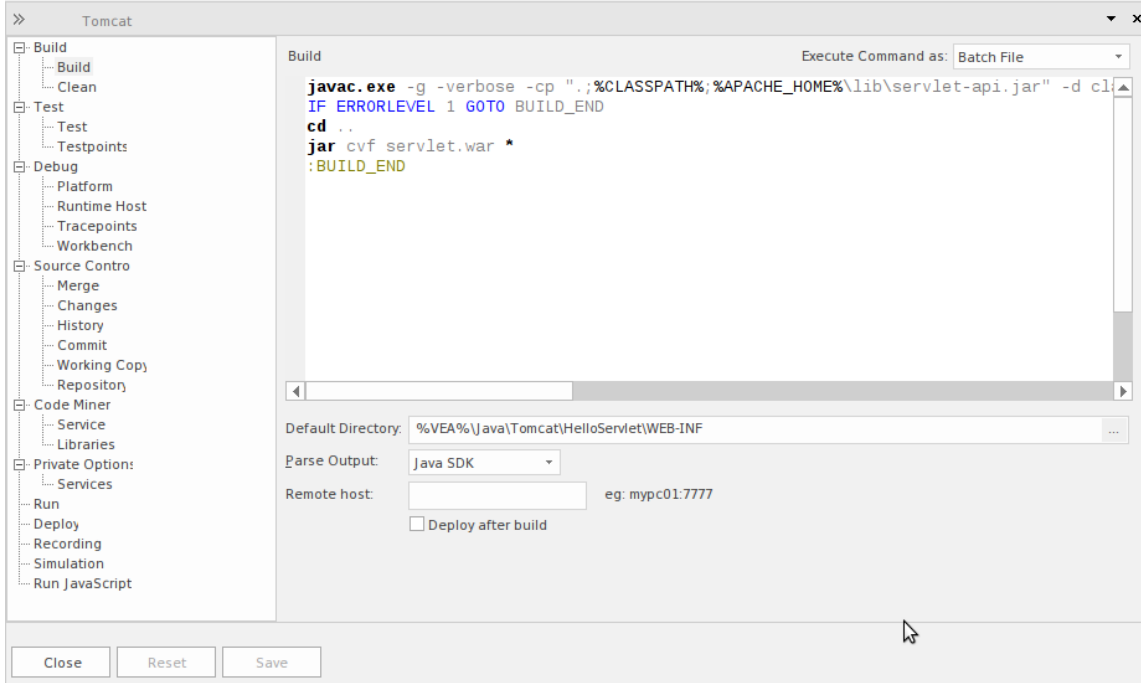 Tomcat
Build
Build
Clean
Test
Test
Testpoints
Debug
Platform
Runtime Host
Tracepoints
Workbench
Source Contro
Merge
Changes
History
Commit
Working Copy
Repository
Code Miner
Service
Libraries
Private Options
Services
Run
Deploy
Recording
Simulation
Run JavaScript
Build
Execute Command as: Batch File
javac.exe -g -verbose -cp ".;%CLASSPATH%;%APACHE_HOME%\lib\servlet-api.jar" -d cla
IF ERRORLEVEL 1 GOTO BUILD_END
cd ..
jar cvf servlet.war *
:BUILD_END
Default Directory: %VEA%\Java\Tomcat\HelloServlet\WEB-INF ...
Parse Output: Java SDK
Remote host: eg: mypc01:7777
Deploy after build
Close Reset Save